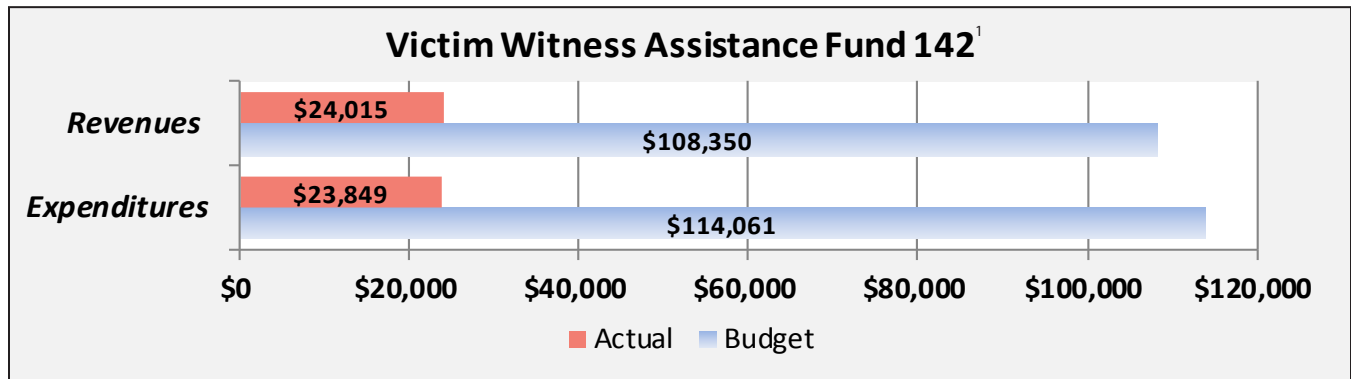 Victim Witness Assistance Fund 142¹
Revenues
$24,015
$108,350
Expenditures
$23,849
$114,061
$0 $20,000 $40,000 $60,000 $80,000 $100,000 $120,000
Actual Budget